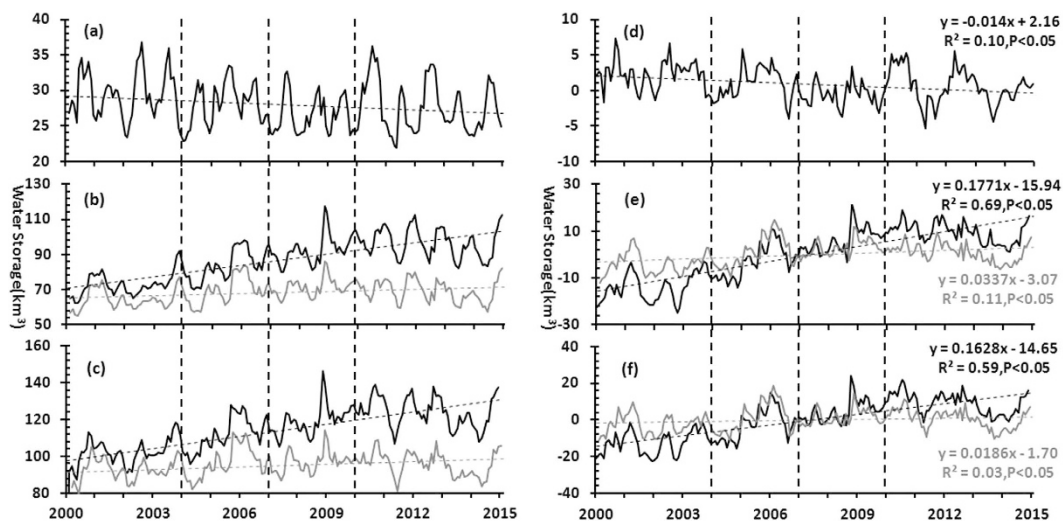 40
35
30
25
20
(a)
130
110
90
70
50
(b)
Water Storage(km³)
160
140
120
100
80
(c)
2000 2003 2006 2009 2012 2015
10
5
0
-5
-10
(d)
y = -0.014x + 2.16
R² = 0.10,P<0.05
30
10
-10
-30
(e)
Water Storage(km³)
y = 0.1771x - 15.94
R² = 0.69,P<0.05
y = 0.0337x - 3.07
R² = 0.11,P<0.05
40
20
0
-20
-40
(f)
y = 0.1628x - 14.65
R² = 0.59,P<0.05
y = 0.0186x - 1.70
R² = 0.03,P<0.05
2000 2003 2006 2009 2012 2015